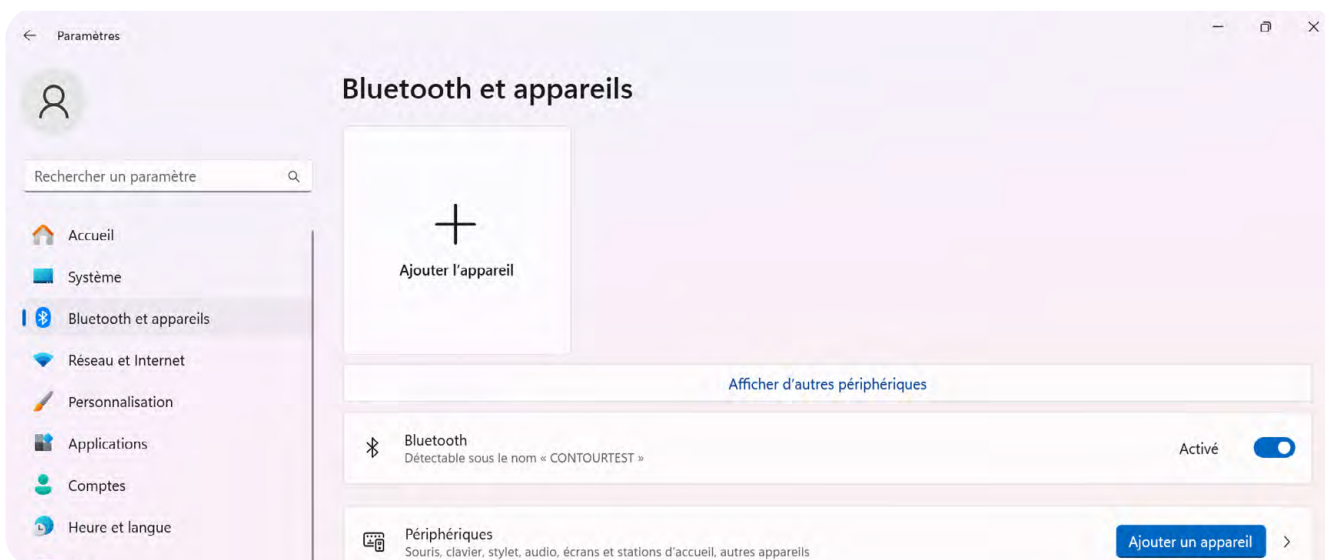 Paramètres
Bluetooth et appareils
Rechercher un paramètre
Accueil
Système
Bluetooth et appareils
Réseau et Internet
Personnalisation
Applications
Comptes
Heure et langue
Ajouter l'appareil
Afficher d'autres périphériques
Bluetooth
Détectable sous le nom « CONTOURTEST »
Activé
Périphériques
Souris, clavier, stylet, audio, écrans et stations d'accueil, autres appareils
Ajouter un appareil